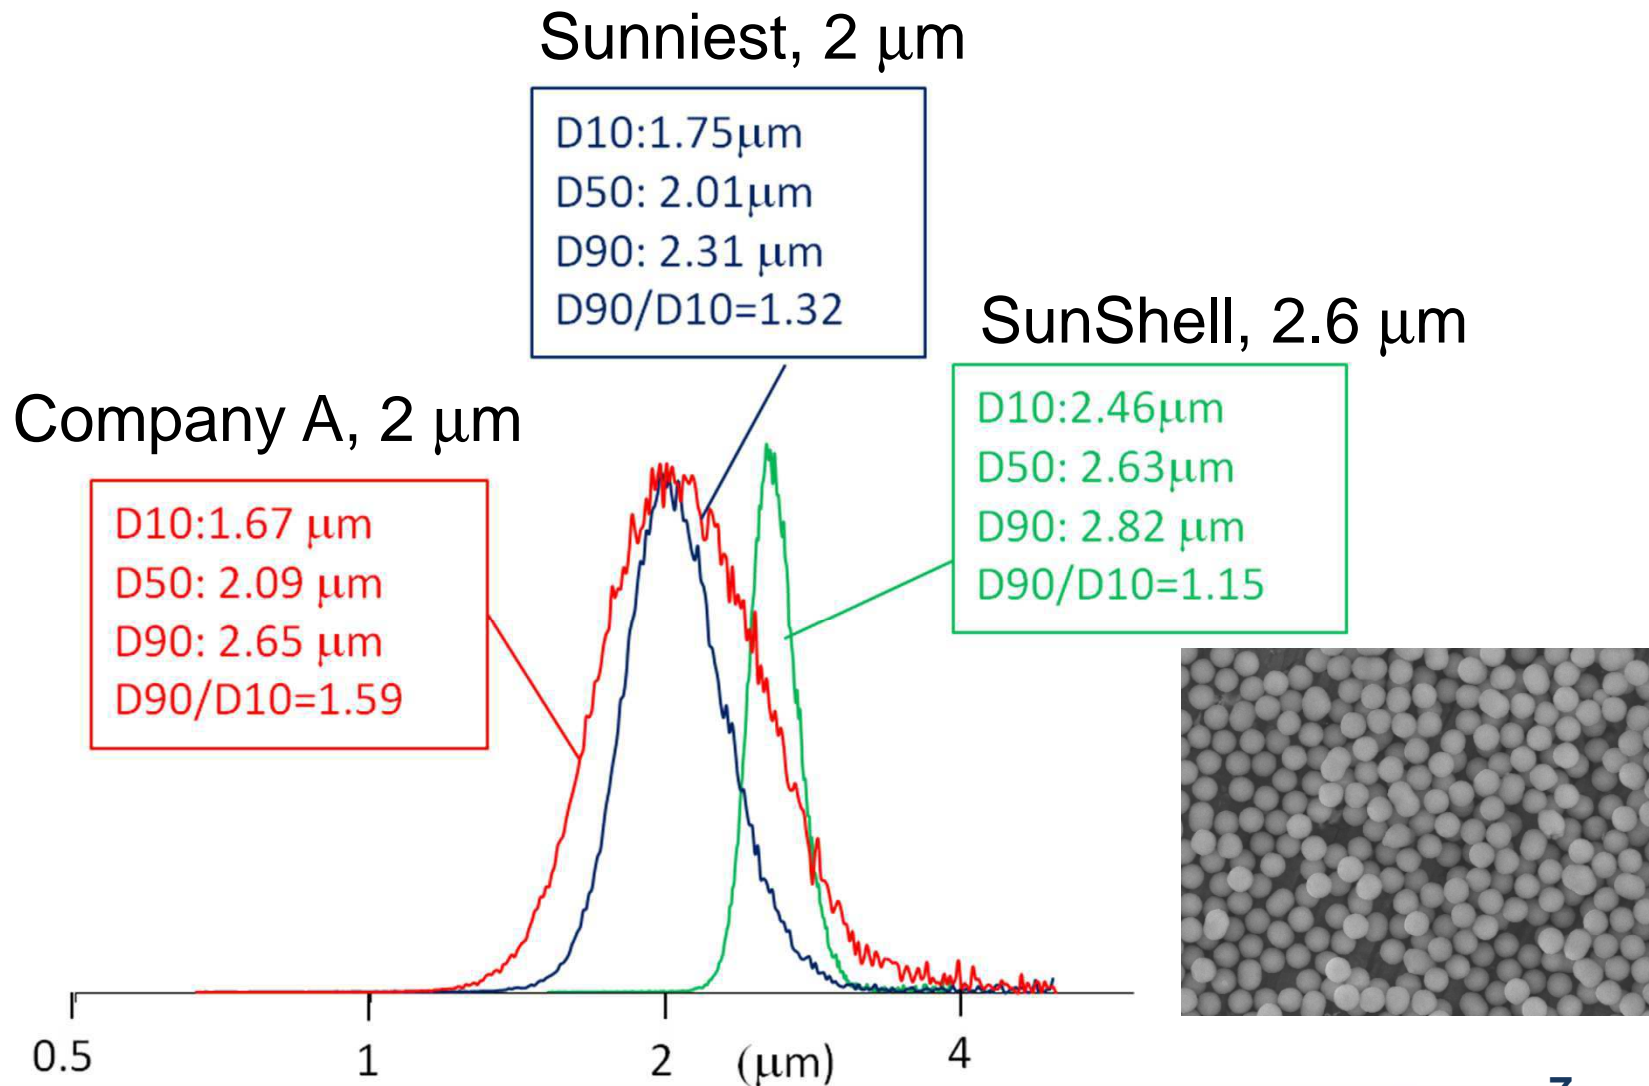 Sunniest, 2 μm
D10:1.75μm
D50: 2.01μm
D90: 2.31 μm
D90/D10=1.32
SunShell, 2.6 μm
D10:2.46μm
D50: 2.63μm
D90: 2.82 μm
D90/D10=1.15
Company A, 2 μm
D10:1.67 μm
D50: 2.09 μm
D90: 2.65 μm
D90/D10=1.59
0.5 1 2 (μm) 4